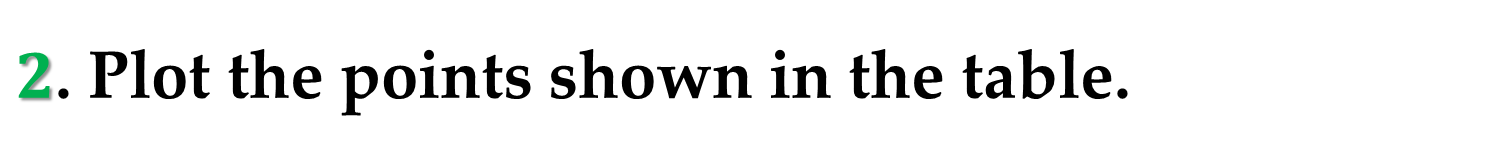 2. Plot the points shown in the table.